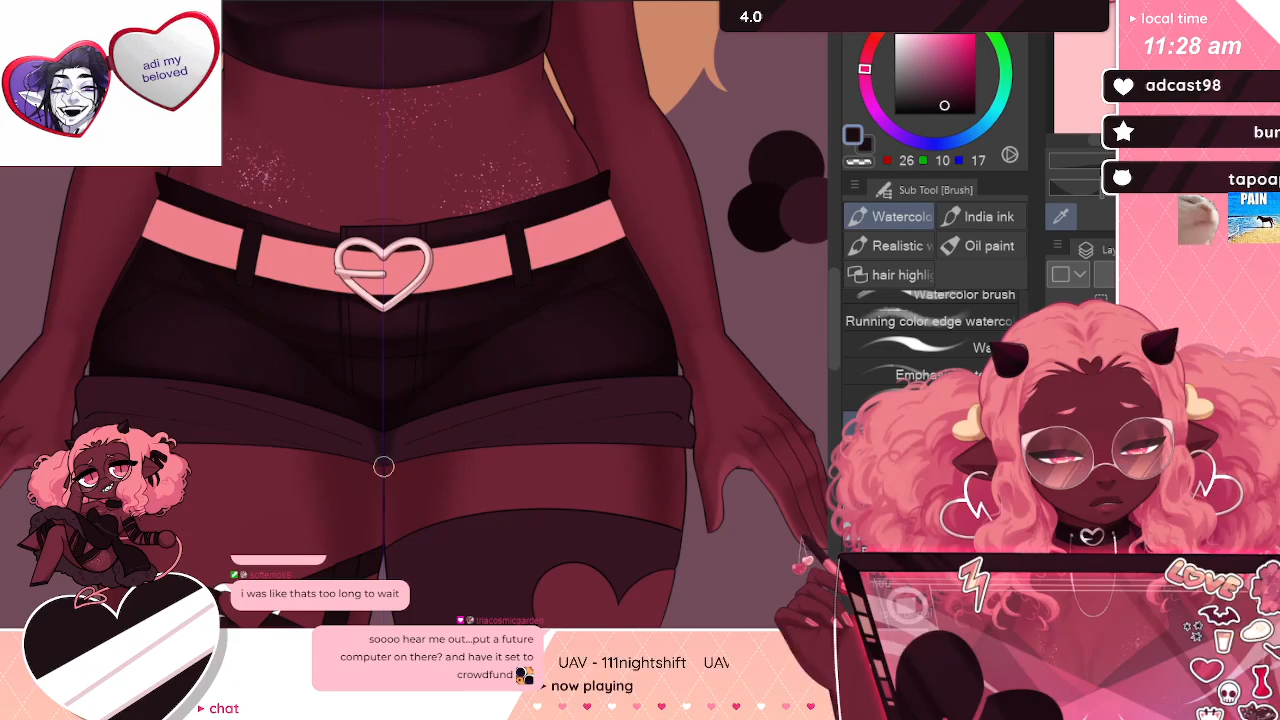 adi my
beloved
4.0
▸ local time
11:28 am
adcast98
bur
tapoa
PAIN
26 10 17
Sub Tool [Brush]
India ink
Realistic
Oil paint
hair highlig
Watercolor brush
Running color edge waterco
i was like thats too long to wait
triacosmicgarden
soooo hear me out...put a future
computer on there? and have it set to
crowdfund
UAV - 111nightshift UAV
▸ now playing
▸ chat
LOVE